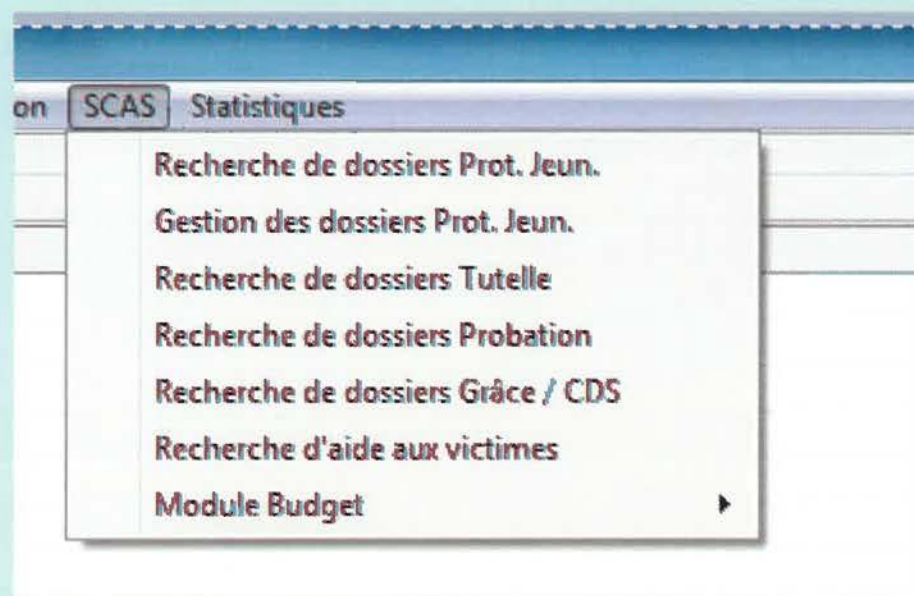 on SCAS Statistiques
Recherche de dossiers Prot. Jeun.
Gestion des dossiers Prot. Jeun.
Recherche de dossiers Tutelle
Recherche de dossiers Probation
Recherche de dossiers Grâce / CDS
Recherche d'aide aux victimes
Module Budget